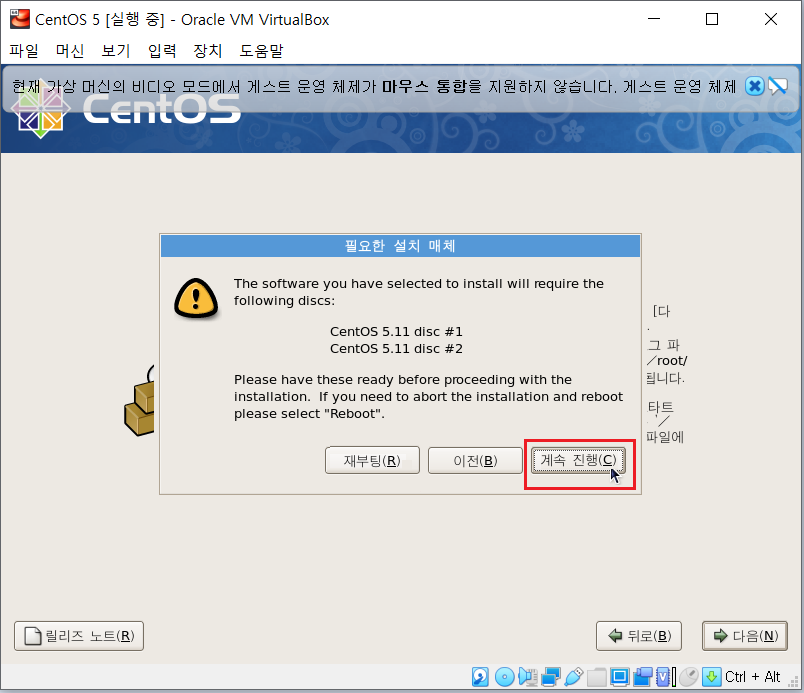 CentOS 5 [실행 중] - Oracle VM VirtualBox
파일 머신 보기 입력 장치 도움말
현재 가상 머신의 비디오 모드에서 게스트 운영 체제가 마우스 통합을 지원하지 않습니다. 게스트 운영 체제
CentOS
필요한 설치 매체
The software you have selected to install will require the
following discs:
CentOS 5.11 disc #1
CentOS 5.11 disc #2
Please have these ready before proceeding with the
installation.  If you need to abort the installation and reboot
please select "Reboot".
재부팅(R) 이전(B) 계속 진행(C)
[다
.
그 파
/root/
됩니다.
타트
. '/
파일에
릴리즈 노트(R) 뒤로(B) 다음(N)
Ctrl + Alt